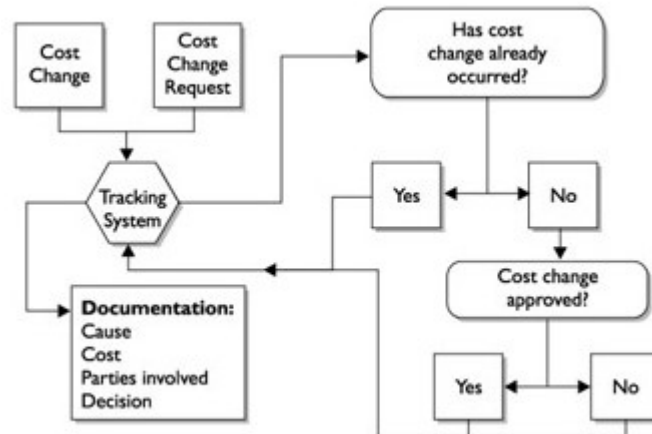 Cost
Change
Cost
Change
Request
Has cost
change already
occurred?
Tracking
System
Yes
No
Cost change
approved?
Documentation:
Cause
Cost
Parties involved
Decision
Yes
No